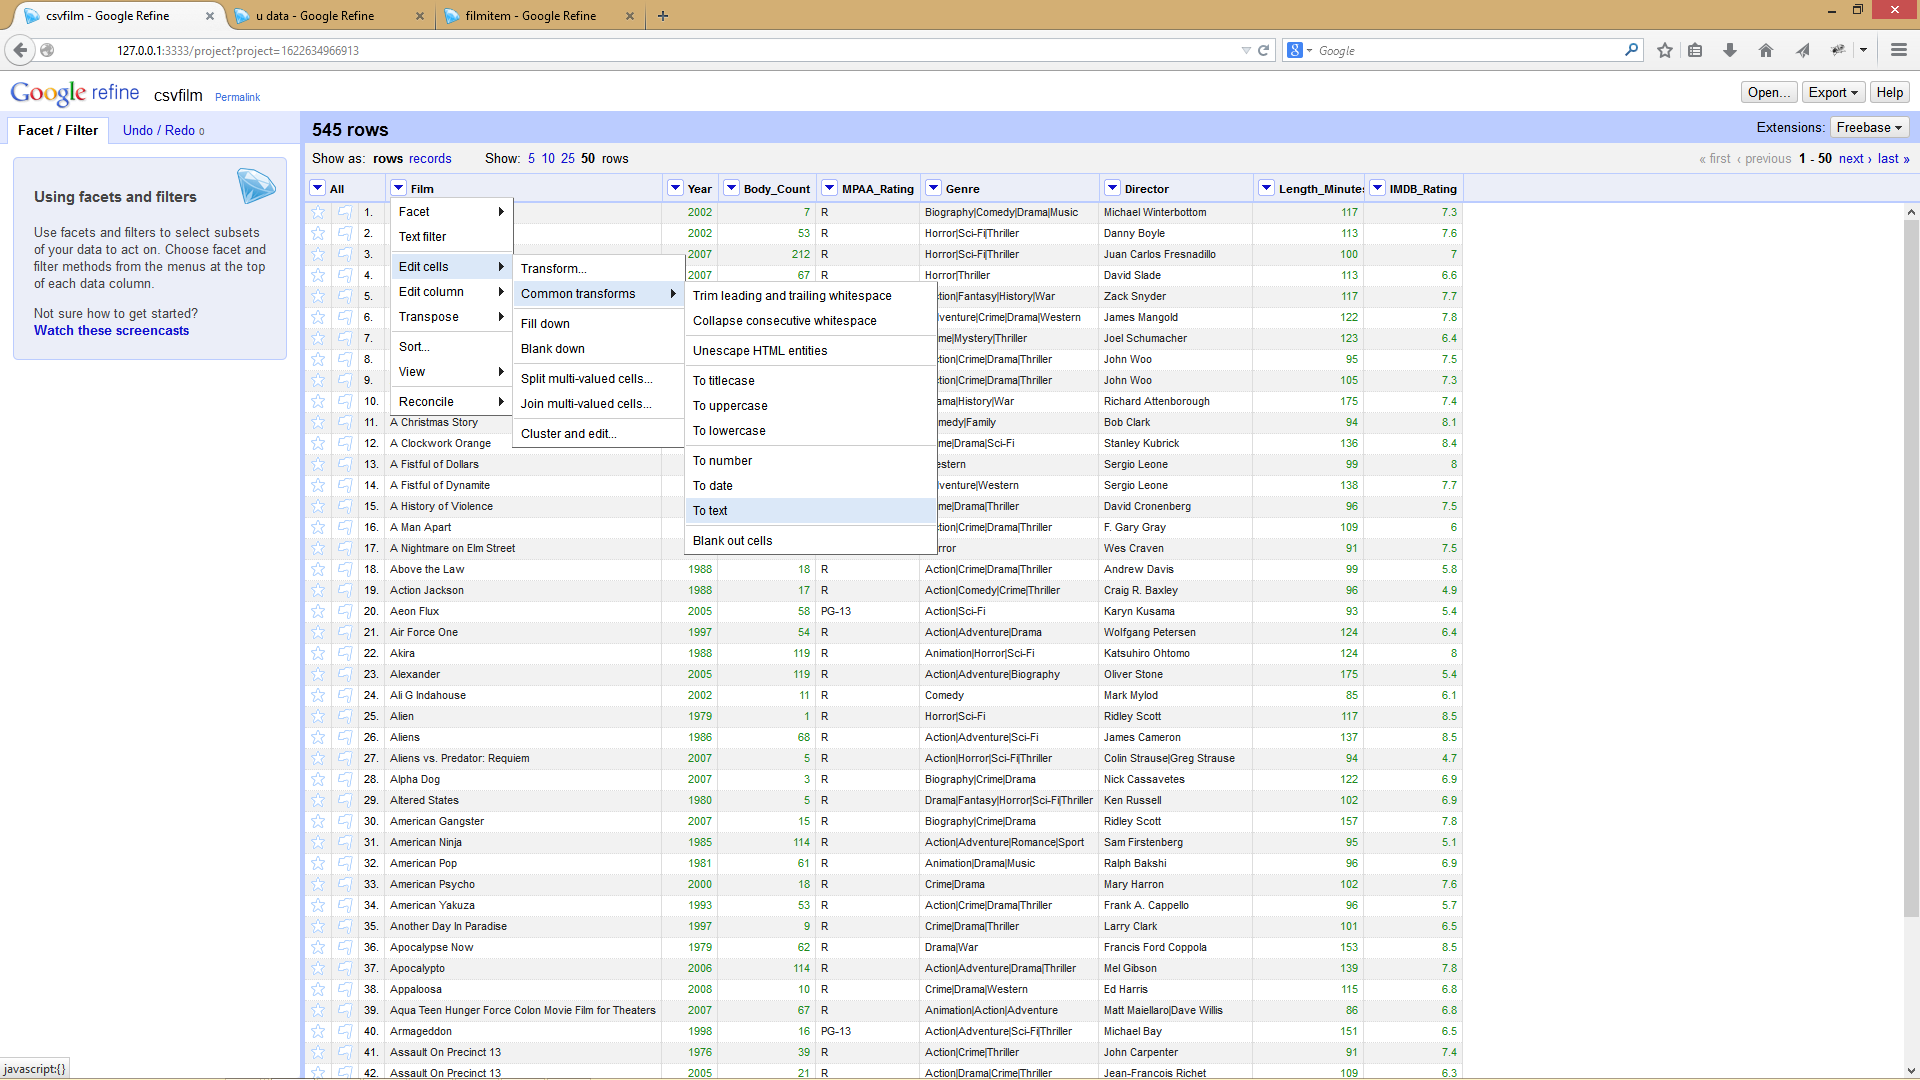 csvfilm - Google Refine
u data - Google Refine
filmitem - Google Refine
127.0.0.1:3333/project?project=1622634966913
Google
Google refine csvfilm Permalink
Open... Export Help
Facet / Filter Undo / Redo 0
545 rows
Extensions: Freebase
Show as: rows records Show: 5 10 25 50 rows
« first ‹ previous 1 - 50 next › last »
Using facets and filters
Use facets and filters to select subsets
of your data to act on. Choose facet and
filter methods from the menus at the top
of each data column.
Not sure how to get started?
Watch these screencasts
All Film Year Body_Count MPAA_Rating Genre Director Length_Minutes IMDB_Rating
Facet
Text filter
Edit cells
Edit column
Transpose
Sort...
View
Reconcile
Transform...
Common transforms
Fill down
Blank down
Split multi-valued cells...
Join multi-valued cells...
Cluster and edit...
Trim leading and trailing whitespace
Collapse consecutive whitespace
Unescape HTML entities
To titlecase
To uppercase
To lowercase
To number
To date
To text
Blank out cells
1. 2002 7 R Biography|Comedy|Drama|Music Michael Winterbottom 117 7.3
2. 2002 53 R Horror|Sci-Fi|Thriller Danny Boyle 113 7.6
3. 2007 212 R Horror|Sci-Fi|Thriller Juan Carlos Fresnadillo 100 7
4. 2007 67 R Horror|Thriller David Slade 113 6.6
5. ction|Fantasy|History|War Zack Snyder 117 7.7
6. venture|Crime|Drama|Western James Mangold 122 7.8
7. me|Mystery|Thriller Joel Schumacher 123 6.4
8. ction|Crime|Drama|Thriller John Woo 95 7.5
9. ction|Crime|Drama|Thriller John Woo 105 7.3
10. ama|History|War Richard Attenborough 175 7.4
11. A Christmas Story medy|Family Bob Clark 94 8.1
12. A Clockwork Orange me|Drama|Sci-Fi Stanley Kubrick 136 8.4
13. A Fistful of Dollars estern Sergio Leone 99 8
14. A Fistful of Dynamite venture|Western Sergio Leone 138 7.7
15. A History of Violence me|Drama|Thriller David Cronenberg 96 7.5
16. A Man Apart ction|Crime|Drama|Thriller F. Gary Gray 109 6
17. A Nightmare on Elm Street rror Wes Craven 91 7.5
18. Above the Law 1988 18 R Action|Crime|Drama|Thriller Andrew Davis 99 5.8
19. Action Jackson 1988 17 R Action|Comedy|Crime|Thriller Craig R. Baxley 96 4.9
20. Aeon Flux 2005 58 PG-13 Action|Sci-Fi Karyn Kusama 93 5.4
21. Air Force One 1997 54 R Action|Adventure|Drama Wolfgang Petersen 124 6.4
22. Akira 1988 119 R Animation|Horror|Sci-Fi Katsuhiro Ohtomo 124 8
23. Alexander 2005 119 R Action|Adventure|Biography Oliver Stone 175 5.4
24. Ali G Indahouse 2002 11 R Comedy Mark Mylod 85 6.1
25. Alien 1979 1 R Horror|Sci-Fi Ridley Scott 117 8.5
26. Aliens 1986 68 R Action|Adventure|Sci-Fi James Cameron 137 8.5
27. Aliens vs. Predator: Requiem 2007 5 R Action|Horror|Sci-Fi|Thriller Colin Strause|Greg Strause 94 4.7
28. Alpha Dog 2007 3 R Biography|Crime|Drama Nick Cassavetes 122 6.9
29. Altered States 1980 5 R Drama|Fantasy|Horror|Sci-Fi|Thriller Ken Russell 102 6.9
30. American Gangster 2007 15 R Biography|Crime|Drama Ridley Scott 157 7.8
31. American Ninja 1985 114 R Action|Adventure|Romance|Sport Sam Firstenberg 95 5.1
32. American Pop 1981 61 R Animation|Drama|Music Ralph Bakshi 96 6.9
33. American Psycho 2000 18 R Crime|Drama Mary Harron 102 7.6
34. American Yakuza 1993 53 R Action|Crime|Drama|Thriller Frank A. Cappello 96 5.7
35. Another Day In Paradise 1997 9 R Crime|Drama|Thriller Larry Clark 101 6.5
36. Apocalypse Now 1979 62 R Drama|War Francis Ford Coppola 153 8.5
37. Apocalypto 2006 114 R Action|Adventure|Drama|Thriller Mel Gibson 139 7.8
38. Appaloosa 2008 10 R Crime|Drama|Western Ed Harris 115 6.8
39. Aqua Teen Hunger Force Colon Movie Film for Theaters 2007 67 R Animation|Action|Adventure Matt Maiellaro|Dave Willis 86 6.8
40. Armageddon 1998 16 PG-13 Action|Adventure|Sci-Fi|Thriller Michael Bay 151 6.5
41. Assault On Precinct 13 1976 39 R Action|Crime|Thriller John Carpenter 91 7.4
42. Assault On Precinct 13 2005 21 R Action|Drama|Crime|Thriller Jean-Francois Richet 109 6.3
javascript:{}